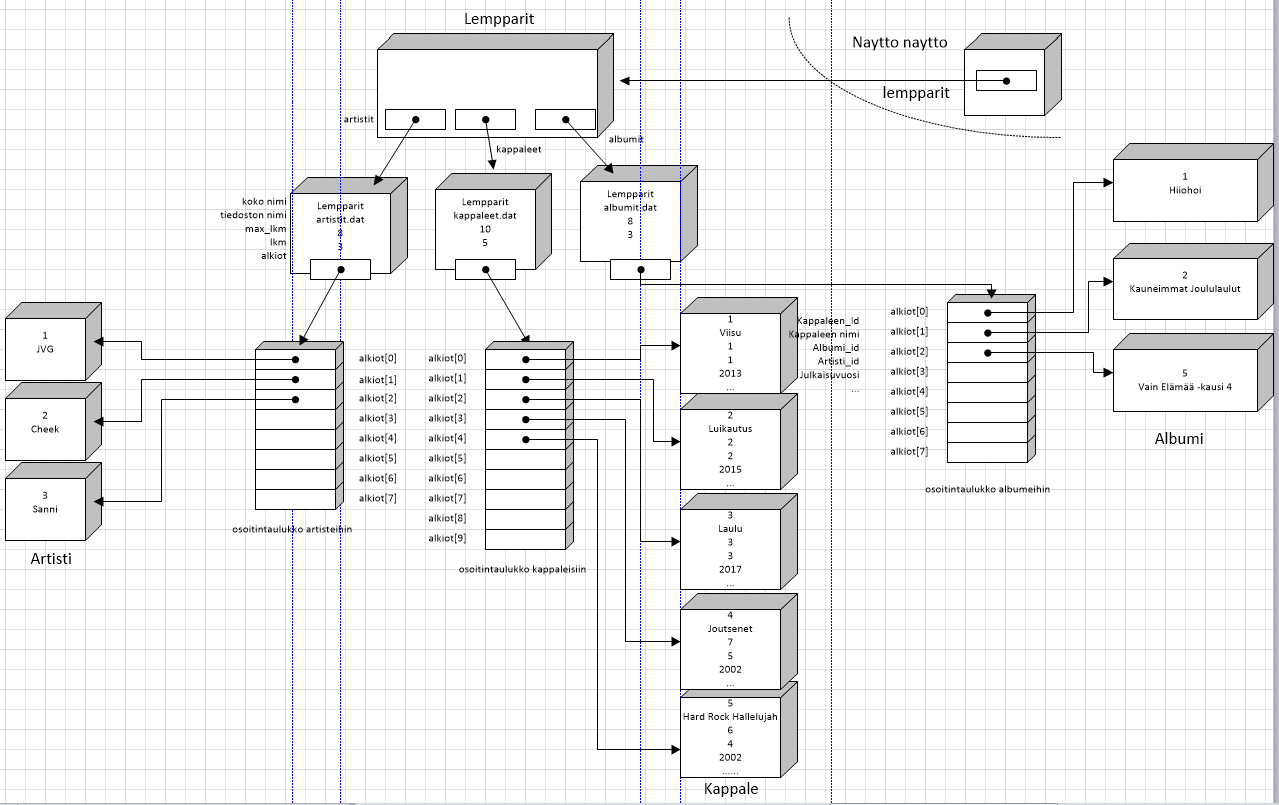 Lempparit
Naytto naytto
lempparit
artistit
kappaleet
albumit
koko nimi
tiedoston nimi
max_lkm
lkm
alkiot
Lempparit
artistit.dat
8
3
Lempparit
kappaleet.dat
10
5
Lempparit
albumit.dat
8
3
1
JVG
2
Cheek
3
Sanni
Artisti
alkiot[0]
alkiot[1]
alkiot[2]
alkiot[3]
alkiot[4]
alkiot[5]
alkiot[6]
alkiot[7]
osoitintaulukko artisteihin
alkiot[0]
alkiot[1]
alkiot[2]
alkiot[3]
alkiot[4]
alkiot[5]
alkiot[6]
alkiot[7]
alkiot[8]
alkiot[9]
osoitintaulukko kappaleisiin
1
Viisu
1
1
2013
...
Kappaleen_Id
Kappaleen nimi
Albumi_id
Artisti_id
Julkaisuvuosi
...
2
Luikautus
2
2
2015
...
3
Laulu
3
3
2017
...
4
Joutsenet
7
5
2002
...
5
Hard Rock Hallelujah
6
4
2002
......
Kappale
alkiot[0]
alkiot[1]
alkiot[2]
alkiot[3]
alkiot[4]
alkiot[5]
alkiot[6]
alkiot[7]
osoitintaulukko albumeihin
1
Hiiohoi
2
Kauneimmat Joululaulut
5
Vain Elämää -kausi 4
Albumi